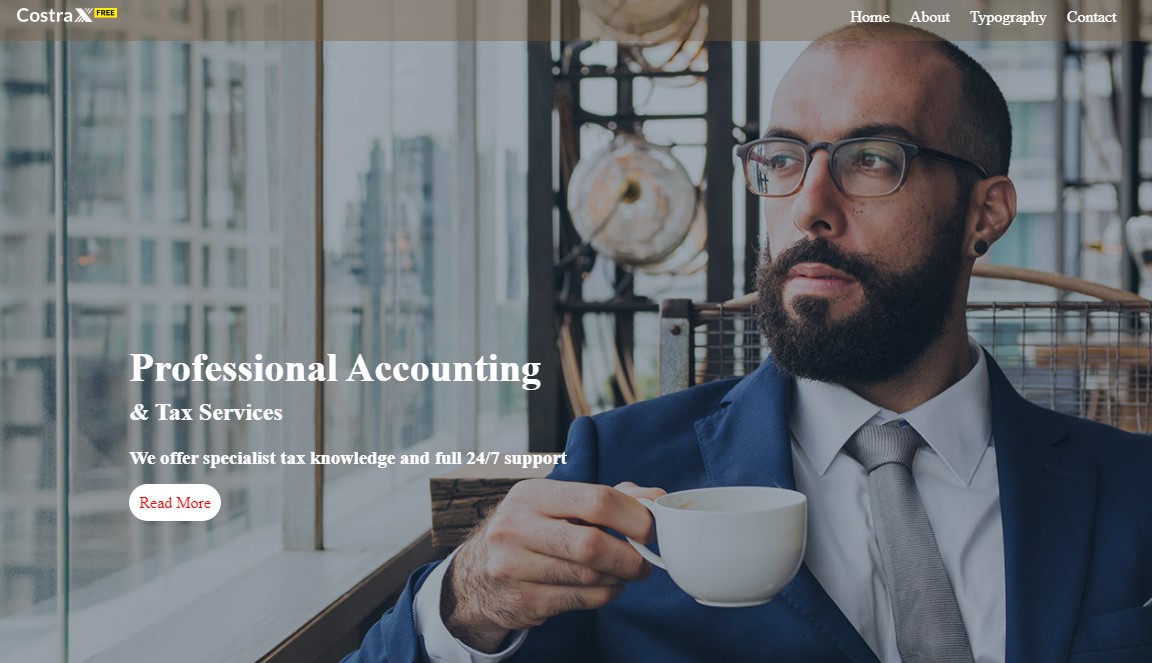 CostraX FREE
Home About Typography Contact
Professional Accounting
& Tax Services
We offer specialist tax knowledge and full 24/7 support
Read More